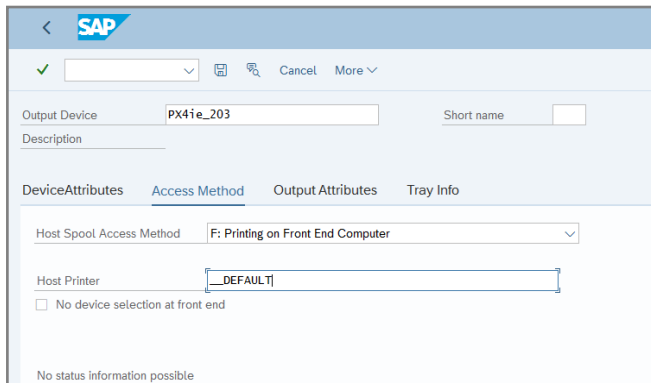 SAP
Cancel More
Output Device PX4ie_203 Short name
Description
DeviceAttributes Access Method Output Attributes Tray Info
Host Spool Access Method F: Printing on Front End Computer
Host Printer __DEFAULT
No device selection at front end
No status information possible